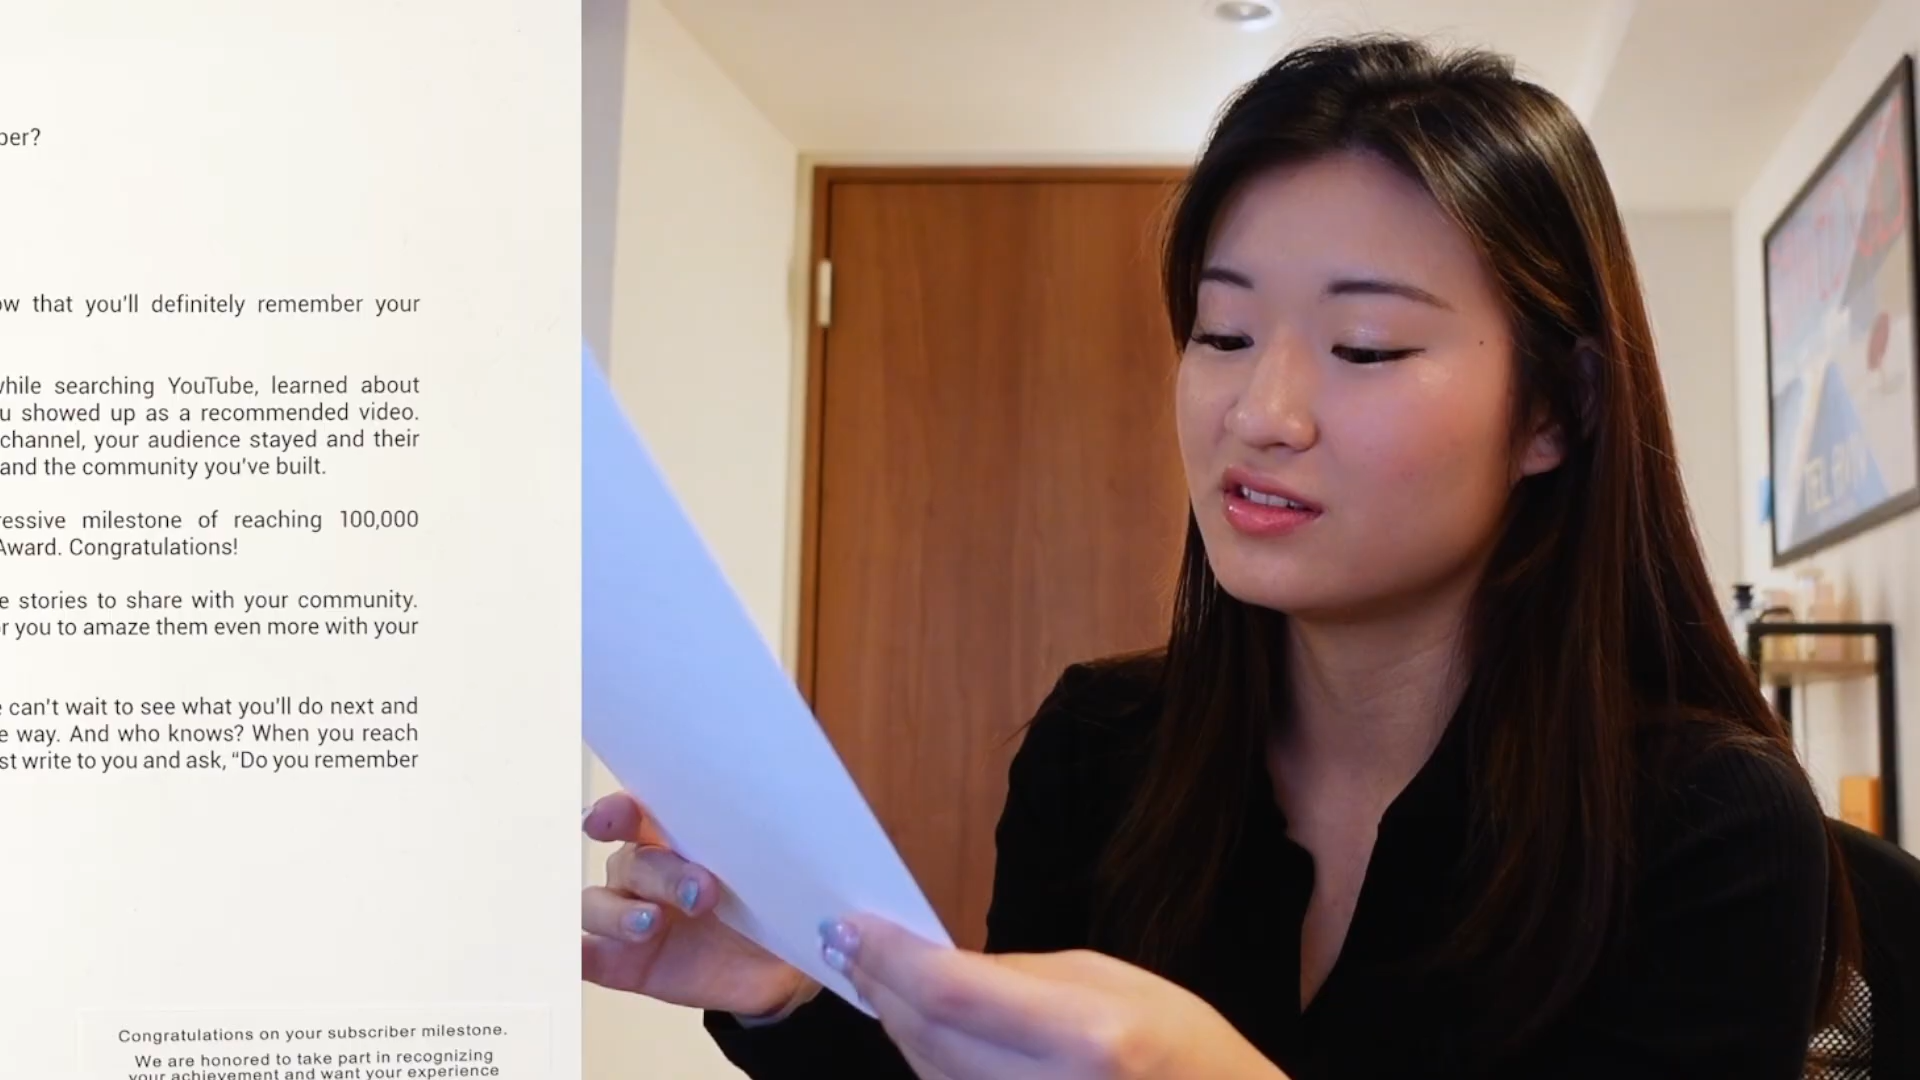 ber?
ow that you'll definitely remember your
while searching YouTube, learned about
u showed up as a recommended video.
channel, your audience stayed and their
and the community you've built.
ressive milestone of reaching 100,000
Award. Congratulations!
e stories to share with your community.
or you to amaze them even more with your
e can't wait to see what you'll do next and
e way. And who knows? When you reach
st write to you and ask, “Do you remember
Congratulations on your subscriber milestone.
We are honored to take part in recognizing
your achievement and want your experience